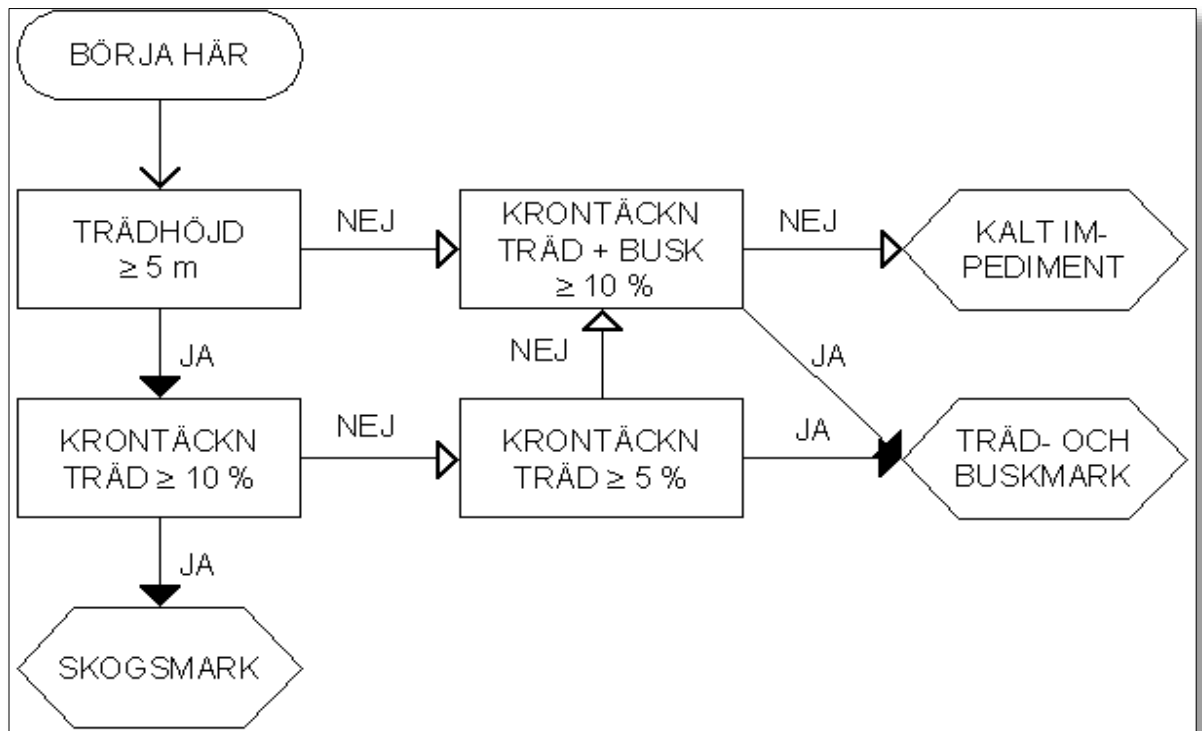 BÖRJA HÄR
TRÄDHÖJD
≥ 5 m
NEJ
KRONTÄCKN
TRÄD + BUSK
≥ 10 %
NEJ
KALT IM-
PEDIMENT
JA
NEJ
JA
KRONTÄCKN
TRÄD ≥ 10 %
NEJ
KRONTÄCKN
TRÄD ≥ 5 %
JA
TRÄD- OCH
BUSKMARK
JA
SKOGSMARK